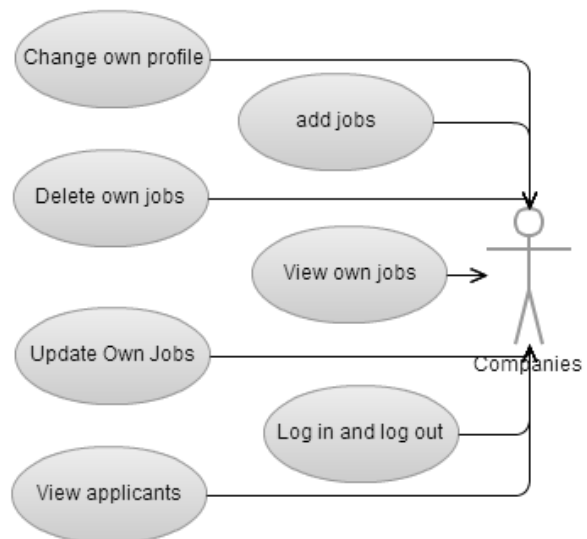 Change own profile
add jobs
Delete own jobs
View own jobs
Update Own Jobs
Companies
Log in and log out
View applicants